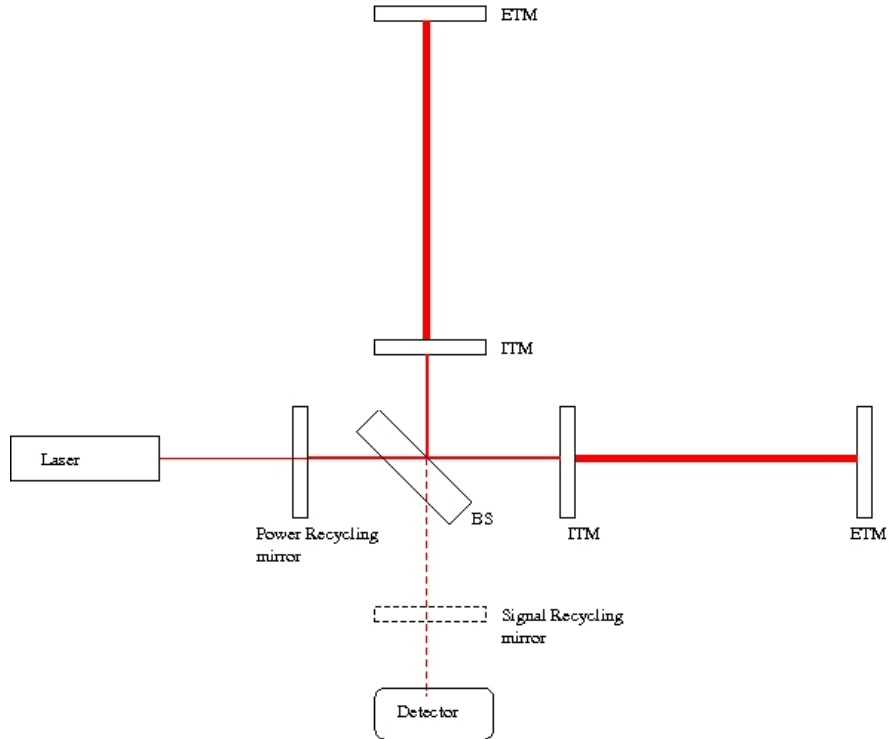 ETM
ITM
Laser
BS
Power Recycling
mirror
ITM
ETM
Signal Recycling
mirror
Detector